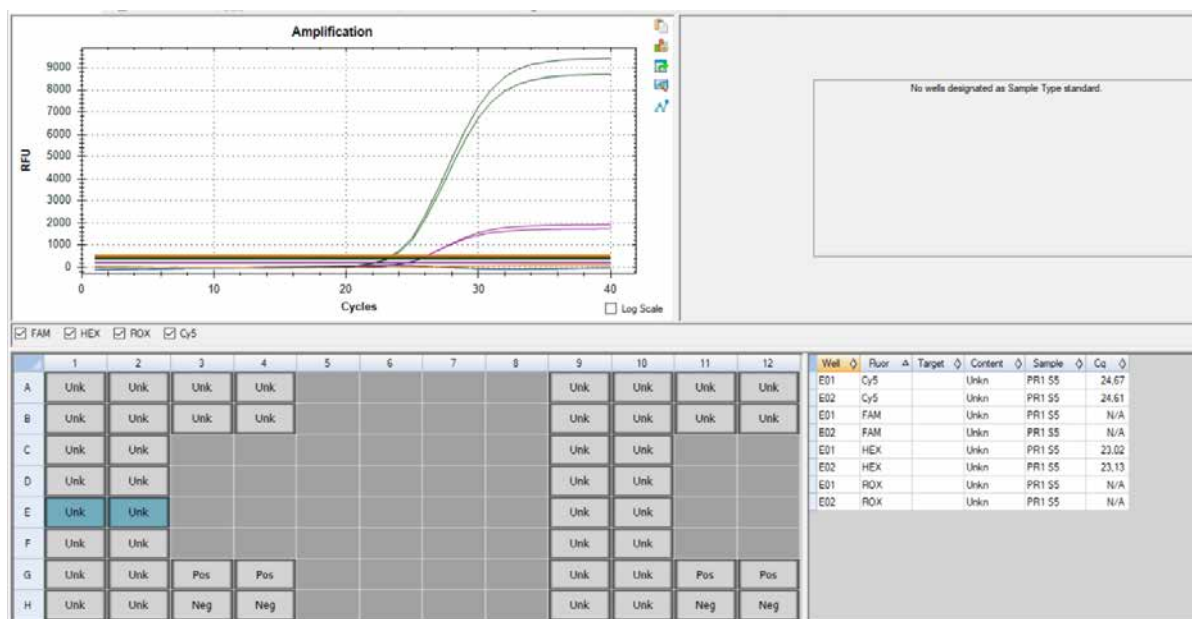 Amplification
9000
8000
7000
6000
5000
4000
3000
2000
1000
0
RFU
0 10 20 30 40
Cycles
Log Scale
No wells designated as Sample Type standard.
FAM HEX ROX Cy5
1 2 3 4 5 6 7 8 9 10 11 12
A Unk Unk Unk Unk Unk Unk Unk Unk
B Unk Unk Unk Unk Unk Unk Unk Unk
C Unk Unk Unk Unk
D Unk Unk Unk Unk
E Unk Unk Unk Unk
F Unk Unk Unk Unk
G Unk Unk Pos Pos Unk Unk Pos Pos
H Unk Unk Neg Neg Unk Unk Neg Neg
Well Fluor Target Content Sample Cq
E01 Cy5 Unkn PR1 S5 24,67
E02 Cy5 Unkn PR1 S5 24,61
E01 FAM Unkn PR1 S5 N/A
E02 FAM Unkn PR1 S5 N/A
E01 HEX Unkn PR1 S5 23,02
E02 HEX Unkn PR1 S5 23,13
E01 ROX Unkn PR1 S5 N/A
E02 ROX Unkn PR1 S5 N/A